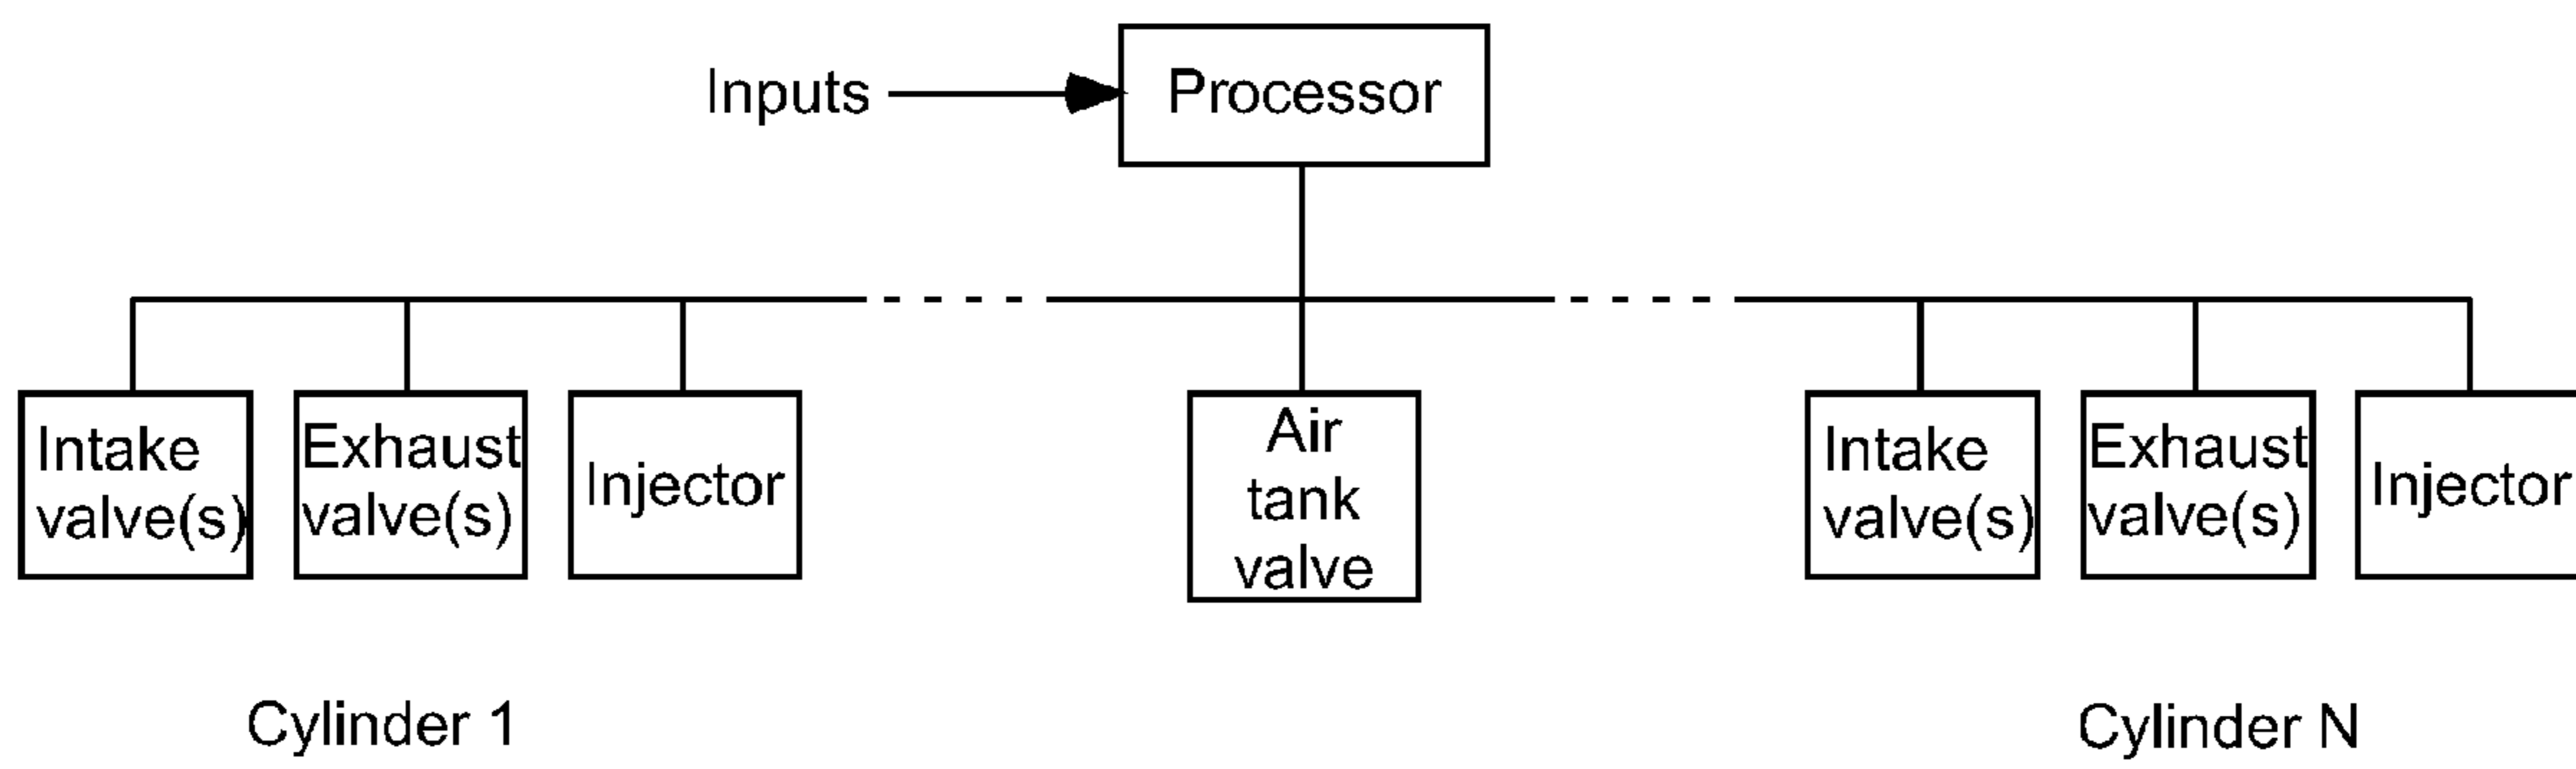 Inputs
Processor
Intake
valve(s)
Exhaust
valve(s)
Injector
Air
tank
valve
Intake
valve(s)
Exhaust
valve(s)
Injector
Cylinder 1
Cylinder N